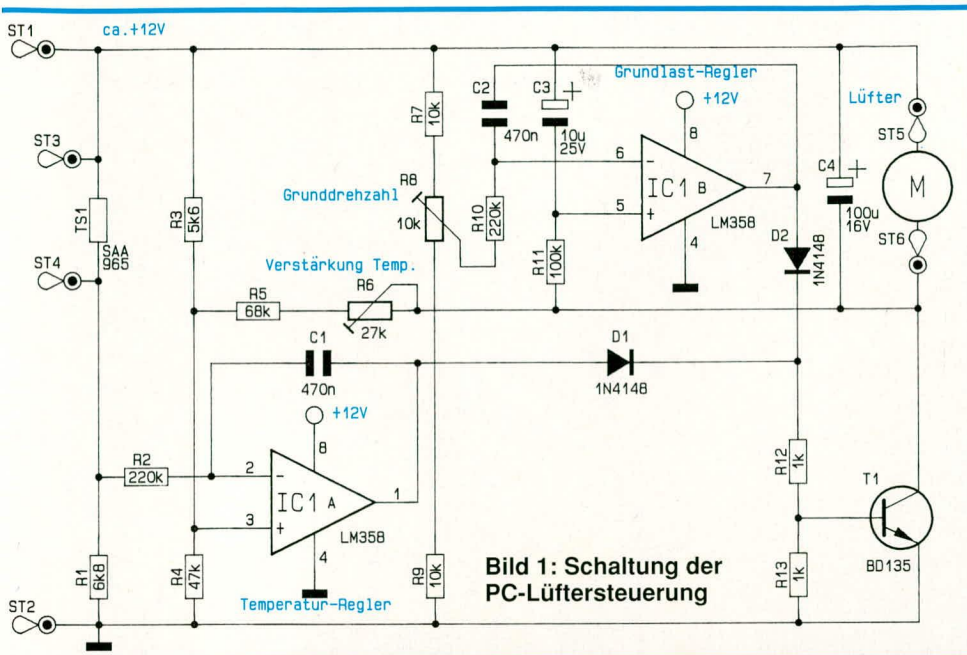 ST1
ca.+12V
ST3
TS1
SAA
965
ST4
R3
5k6
R7
10k
Grunddrehzahl
R8
10k
C2
470n
C3
+
10u
25V
Grundlast-Regler
+12V
8
6
-
5
+
IC1 B
7
4
LM358
R10
220k
R11
100k
D2
1N4148
C4
+
100u
16V
Lüfter
ST5
M
ST6
Verstärkung Temp.
R5
68k
R6
27k
C1
470n
D1
1N4148
+12V
8
R2
220k
2
-
3
+
IC1 A
1
4
LM358
R1
6k8
R4
47k
R9
10k
Temperatur-Regler
R12
1k
R13
1k
T1
BD135
ST2
Bild 1: Schaltung der
PC-Lüftersteuerung